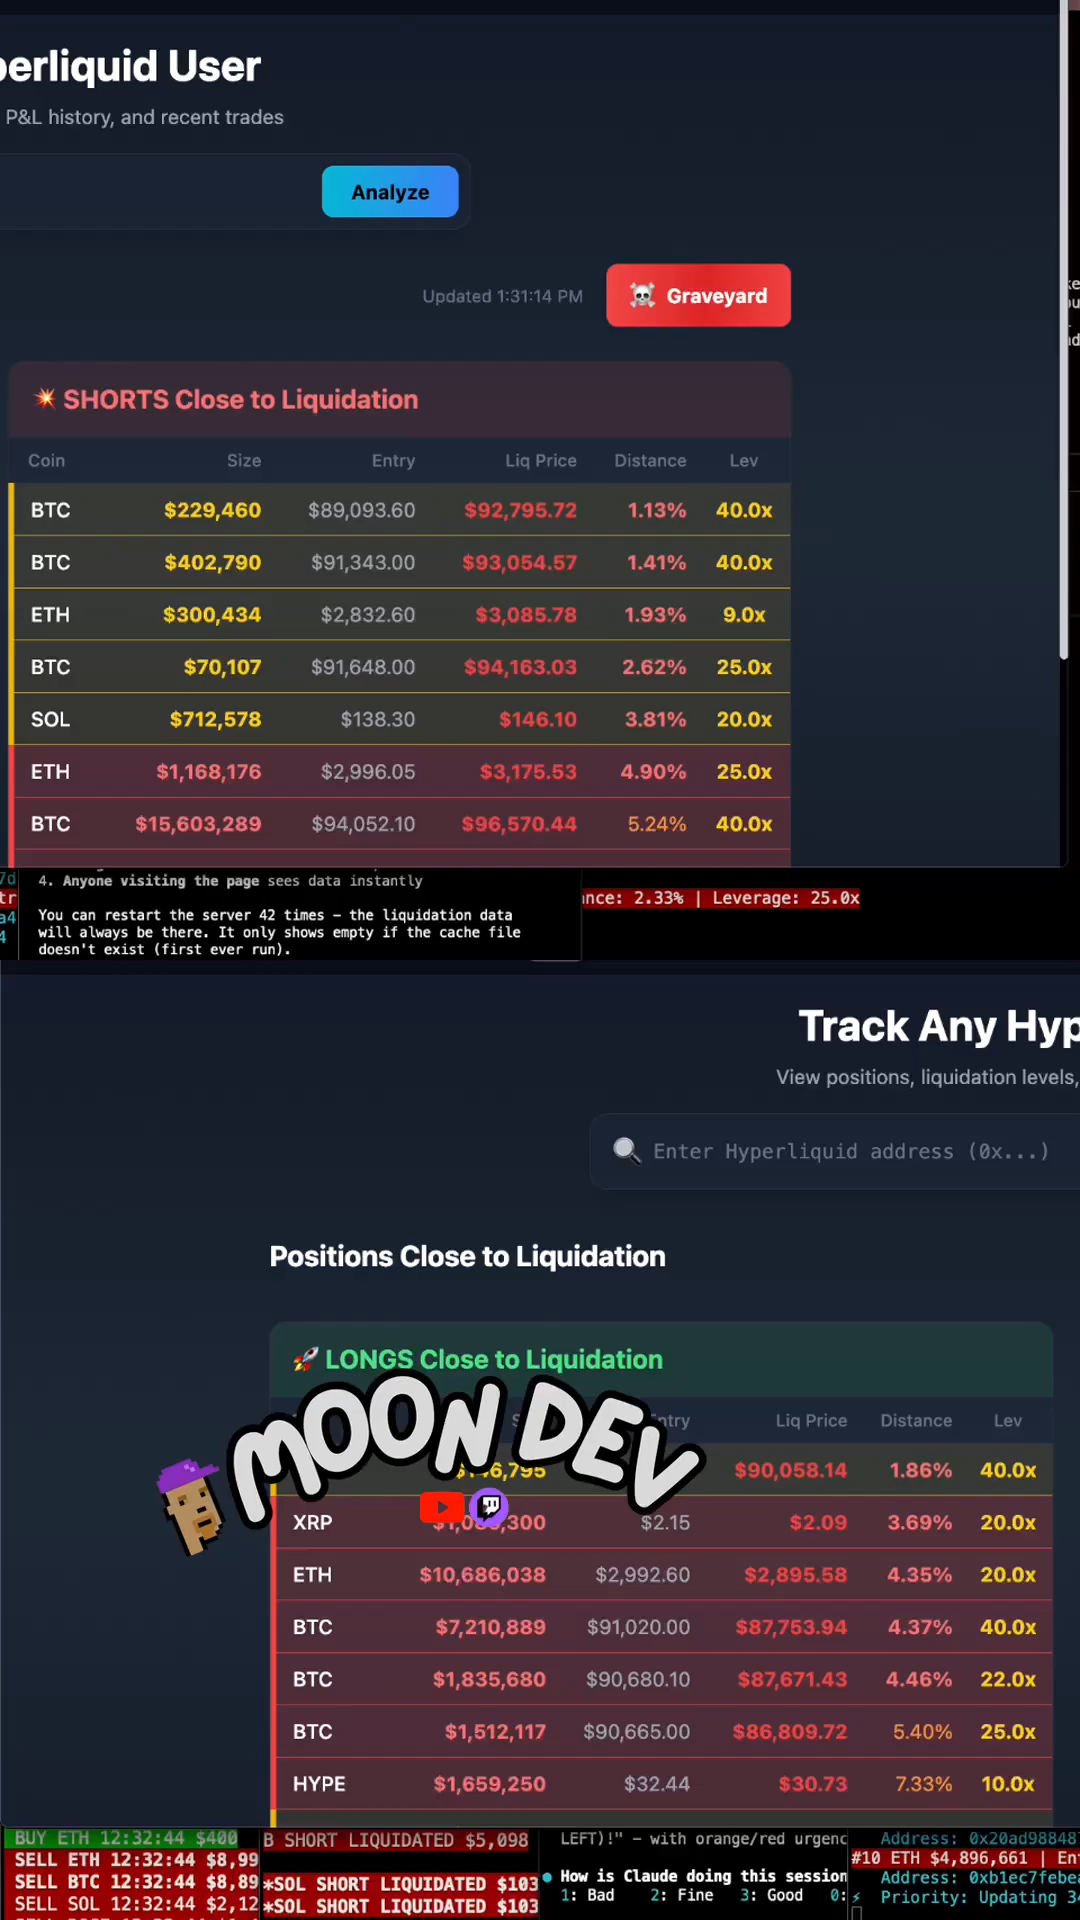 perliquid User
P&L history, and recent trades
Analyze
Updated 1:31:14 PM
Graveyard
SHORTS Close to Liquidation
Coin Size Entry Liq Price Distance Lev
BTC $229,460 $89,093.60 $92,795.72 1.13% 40.0x
BTC $402,790 $91,343.00 $93,054.57 1.41% 40.0x
ETH $300,434 $2,832.60 $3,085.78 1.93% 9.0x
BTC $70,107 $91,648.00 $94,163.03 2.62% 25.0x
SOL $712,578 $138.30 $146.10 3.81% 20.0x
ETH $1,168,176 $2,996.05 $3,175.53 4.90% 25.0x
BTC $15,603,289 $94,052.10 $96,570.44 5.24% 40.0x
4. Anyone visiting the page sees data instantly
You can restart the server 42 times – the liquidation data
will always be there. It only shows empty if the cache file
doesn't exist (first ever run).
nce: 2.33% | Leverage: 25.0x
Track Any Hyp
View positions, liquidation levels,
Enter Hyperliquid address (0x...)
Positions Close to Liquidation
LONGS Close to Liquidation
MOON DEV
Liq Price Distance Lev
$90,058.14 1.86% 40.0x
XRP $2.15 $2.09 3.69% 20.0x
ETH $10,686,038 $2,992.60 $2,895.58 4.35% 20.0x
BTC $7,210,889 $91,020.00 $87,753.94 4.37% 40.0x
BTC $1,835,680 $90,680.10 $87,671.43 4.46% 22.0x
BTC $1,512,117 $90,665.00 $86,809.72 5.40% 25.0x
HYPE $1,659,250 $32.44 $30.73 7.33% 10.0x
BUY ETH 12:32:44 $400
SELL ETH 12:32:44 $8,99
SELL BTC 12:32:44 $8,89
SELL SOL 12:32:44 $2,12
B SHORT LIQUIDATED $5,098
*SOL SHORT LIQUIDATED $103
*SOL SHORT LIQUIDATED $103
LEFT)!" – with orange/red urgenc
How is Claude doing this session
1: Bad 2: Fine 3: Good 0:
Address: 0x20ad98848
#10 ETH $4,896,661 | En
Address: 0xb1ec7febea
Priority: Updating 34